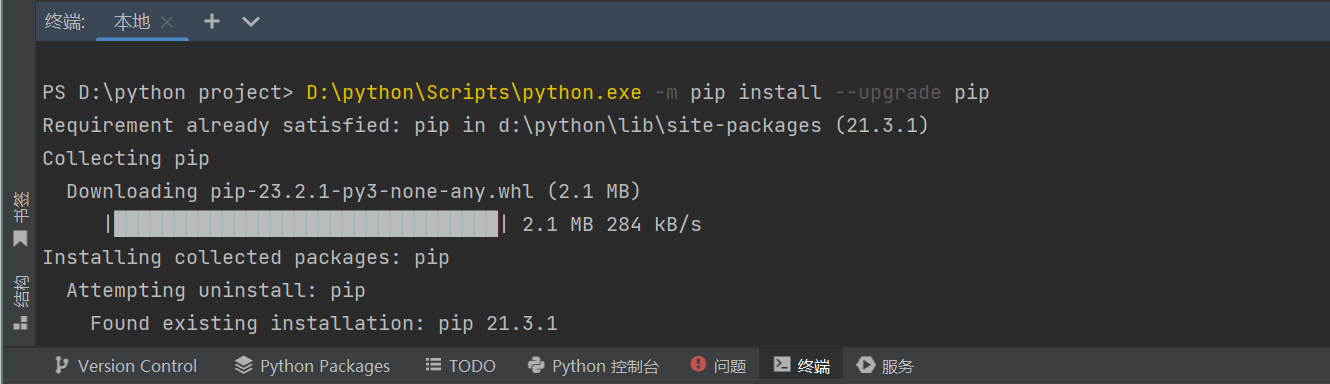 终端: 本地
PS D:\python project> D:\python\Scripts\python.exe -m pip install --upgrade pip
Requirement already satisfied: pip in d:\python\lib\site-packages (21.3.1)
Collecting pip
Downloading pip-23.2.1-py3-none-any.whl (2.1 MB)
| | 2.1 MB 284 kB/s
Installing collected packages: pip
Attempting uninstall: pip
Found existing installation: pip 21.3.1
书签
结构
Version Control Python Packages TODO Python 控制台 问题 终端 服务